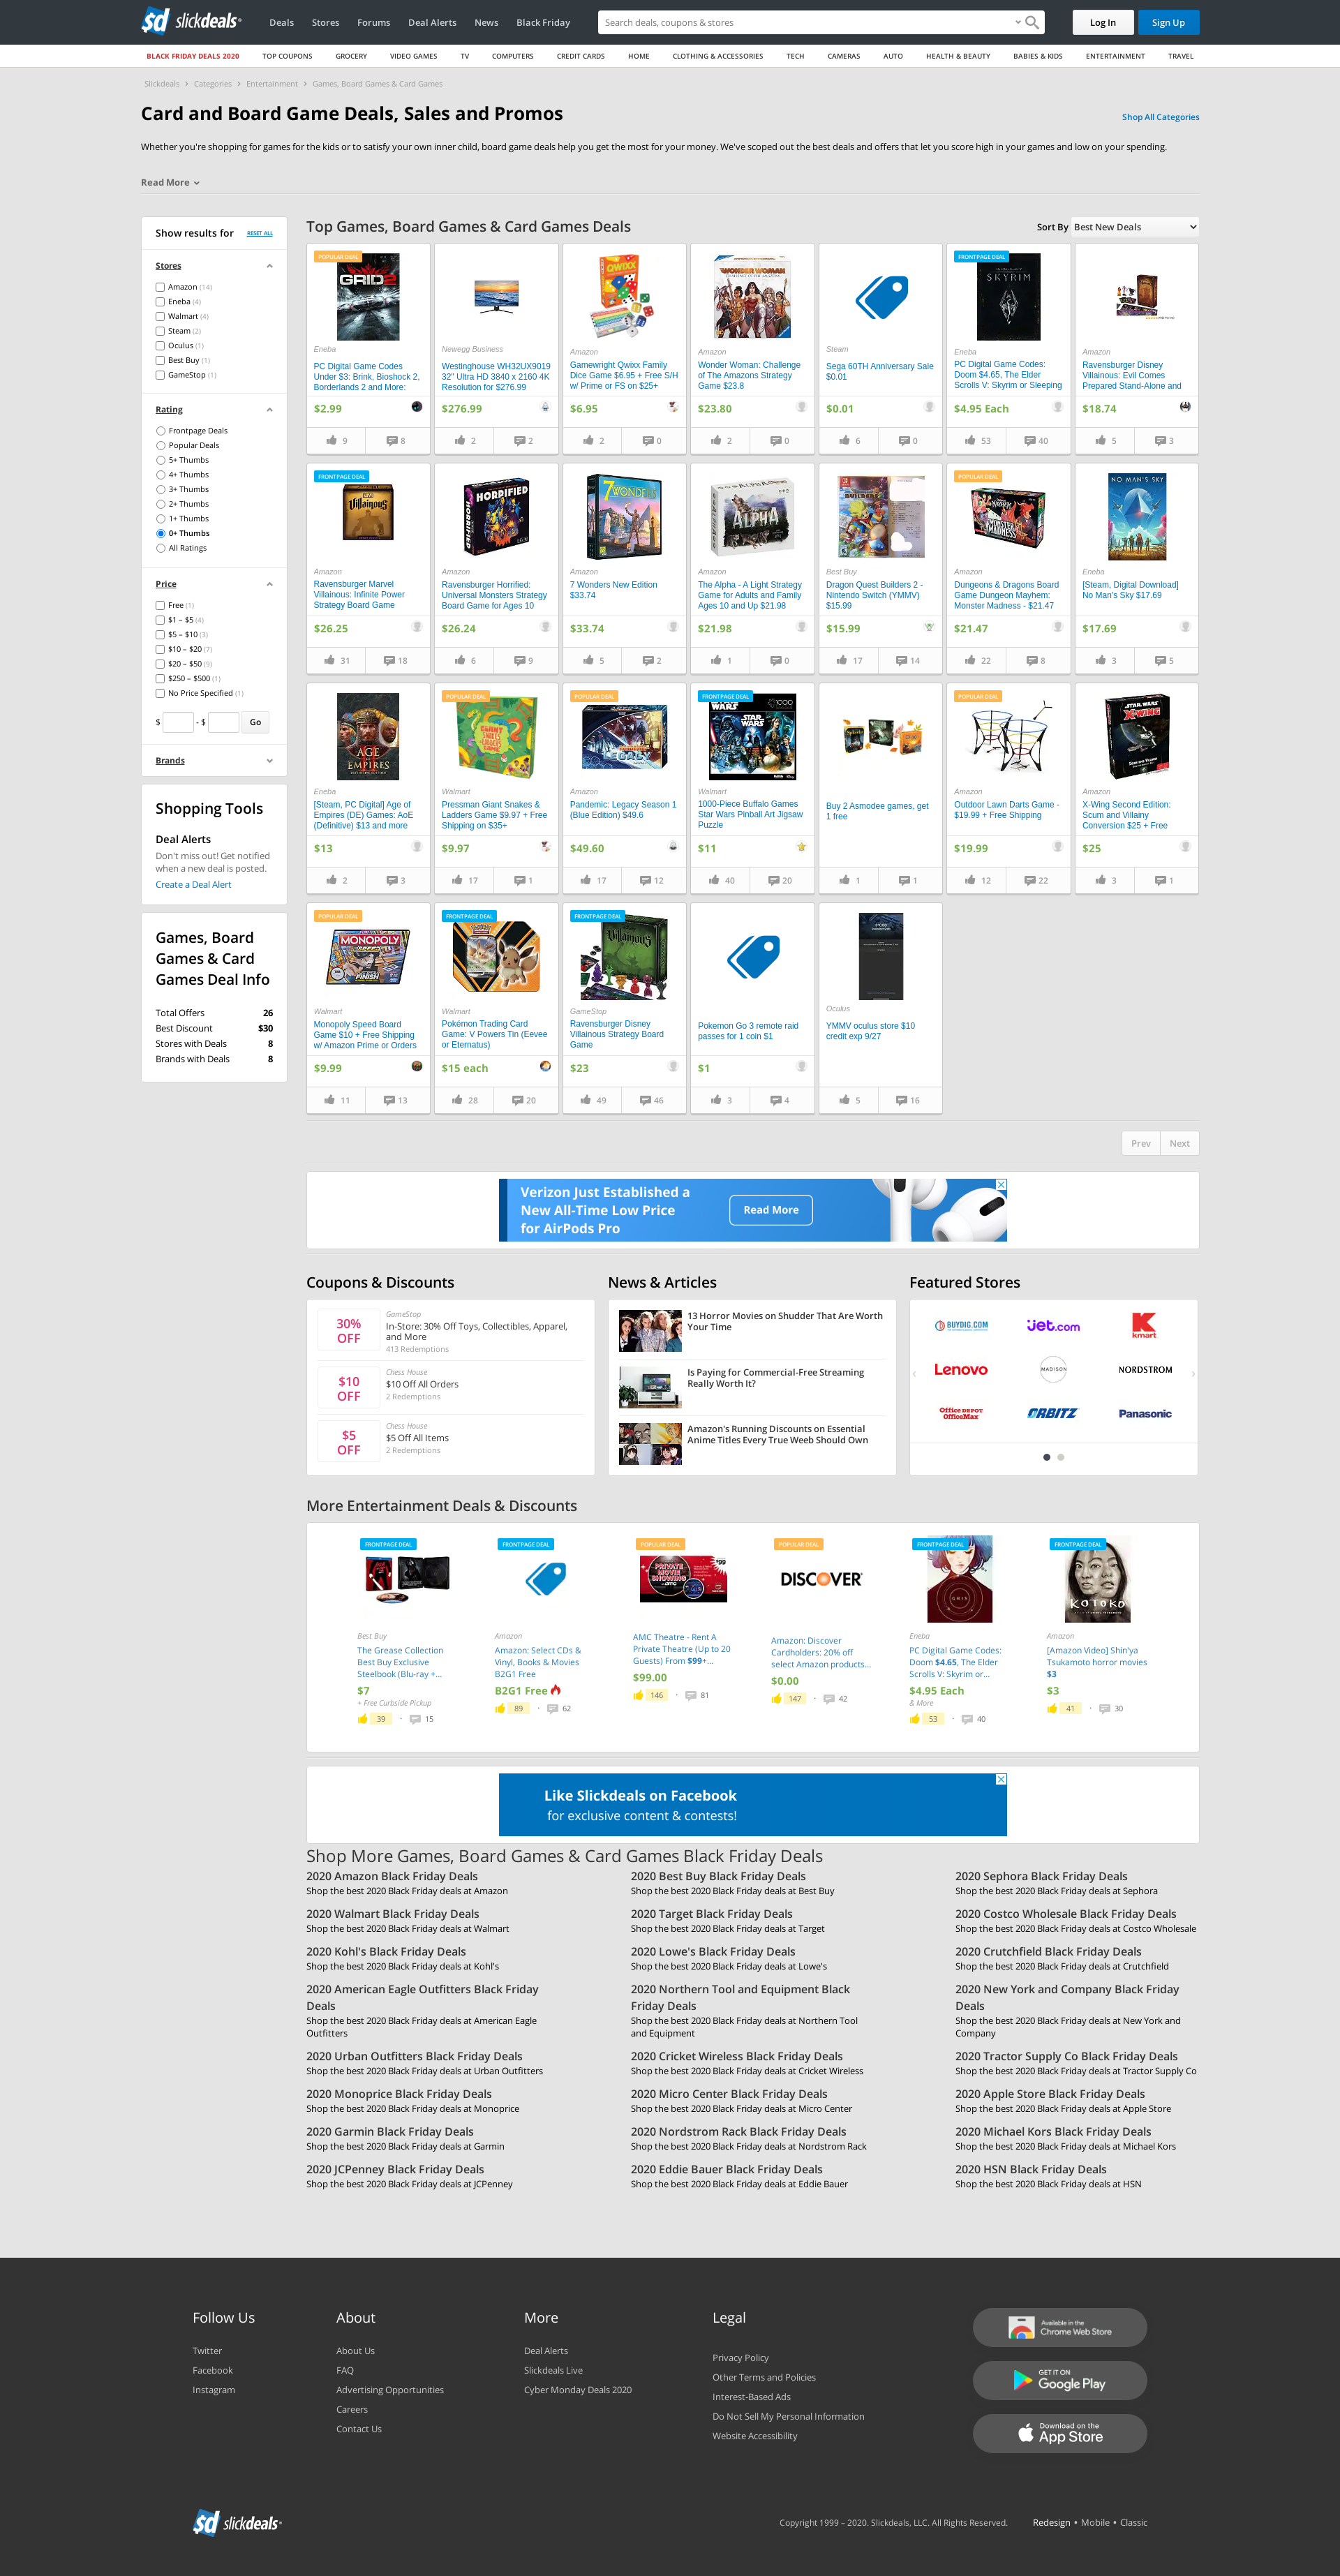 slickdeals
Deals Stores Forums Deal Alerts News Black Friday
Search deals, coupons & stores
Log In Sign Up
BLACK FRIDAY DEALS 2020 TOP COUPONS GROCERY VIDEO GAMES TV COMPUTERS CREDIT CARDS HOME CLOTHING & ACCESSORIES TECH CAMERAS AUTO HEALTH & BEAUTY BABIES & KIDS ENTERTAINMENT TRAVEL
Slickdeals › Categories › Entertainment › Games, Board Games & Card Games
Card and Board Game Deals, Sales and Promos
Shop All Categories
Whether you're shopping for games for the kids or to satisfy your own inner child, board game deals help you get the most for your money. We've scoped out the best deals and offers that let you score high in your games and low on your spending.
Read More
Show results for RESET ALL
Stores
Amazon (14)
Eneba (4)
Walmart (4)
Steam (2)
Oculus (1)
Best Buy (1)
GameStop (1)
Rating
Frontpage Deals
Popular Deals
5+ Thumbs
4+ Thumbs
3+ Thumbs
2+ Thumbs
1+ Thumbs
0+ Thumbs
All Ratings
Price
Free (1)
$1 – $5 (4)
$5 – $10 (3)
$10 – $20 (7)
$20 – $50 (9)
$250 – $500 (1)
No Price Specified (1)
$ - $ Go
Brands
Shopping Tools
Deal Alerts
Don't miss out! Get notified
when a new deal is posted.
Create a Deal Alert
Games, Board
Games & Card
Games Deal Info
Total Offers 26
Best Discount $30
Stores with Deals 8
Brands with Deals 8
Top Games, Board Games & Card Games Deals
Sort By Best New Deals
POPULAR DEAL
GRID 2
Eneba
PC Digital Game Codes
Under $3: Brink, Bioshock 2,
Borderlands 2 and More:
$2.99
9 8
Newegg Business
Westinghouse WH32UX9019
32" Ultra HD 3840 x 2160 4K
Resolution for $276.99
$276.99
2 2
QWIXX
Amazon
Gamewright Qwixx Family
Dice Game $6.95 + Free S/H
w/ Prime or FS on $25+
$6.95
2 0
WONDER WOMAN
Amazon
Wonder Woman: Challenge
of The Amazons Strategy
Game $23.8
$23.80
2 0
Steam
Sega 60TH Anniversary Sale
$0.01
$0.01
6 0
FRONTPAGE DEAL
SKYRIM
Eneba
PC Digital Game Codes:
Doom $4.65, The Elder
Scrolls V: Skyrim or Sleeping
$4.95 Each
53 40
Amazon
Ravensburger Disney
Villainous: Evil Comes
Prepared Stand-Alone and
$18.74
5 3
FRONTPAGE DEAL
Villainous
Amazon
Ravensburger Marvel
Villainous: Infinite Power
Strategy Board Game
$26.25
31 18
HORRIFIED
Amazon
Ravensburger Horrified:
Universal Monsters Strategy
Board Game for Ages 10
$26.24
6 9
7 WONDERS
Amazon
7 Wonders New Edition
$33.74
$33.74
5 2
ALPHA
Amazon
The Alpha - A Light Strategy
Game for Adults and Family
Ages 10 and Up $21.98
$21.98
1 0
BUILDERS
Best Buy
Dragon Quest Builders 2 -
Nintendo Switch (YMMV)
$15.99
$15.99
17 14
POPULAR DEAL
MONSTER MADNESS
Amazon
Dungeons & Dragons Board
Game Dungeon Mayhem:
Monster Madness - $21.47
$21.47
22 8
NO MAN'S SKY
Eneba
[Steam, Digital Download]
No Man's Sky $17.69
$17.69
3 5
AGE EMPIRES
Eneba
[Steam, PC Digital] Age of
Empires (DE) Games: AoE
(Definitive) $13 and more
$13
2 3
POPULAR DEAL
Walmart
Pressman Giant Snakes &
Ladders Game $9.97 + Free
Shipping on $35+
$9.97
17 1
POPULAR DEAL
LEGACY
Amazon
Pandemic: Legacy Season 1
(Blue Edition) $49.6
$49.60
17 12
FRONTPAGE DEAL
STAR WARS
Walmart
1000-Piece Buffalo Games
Star Wars Pinball Art Jigsaw
Puzzle
$11
40 20
Buy 2 Asmodee games, get
1 free
1 1
POPULAR DEAL
Amazon
Outdoor Lawn Darts Game -
$19.99 + Free Shipping
$19.99
12 22
STAR WARS
X-WING
Amazon
X-Wing Second Edition:
Scum and Villainy
Conversion $25 + Free
$25
3 1
POPULAR DEAL
MONOPOLY
Walmart
Monopoly Speed Board
Game $10 + Free Shipping
w/ Amazon Prime or Orders
$9.99
11 13
FRONTPAGE DEAL
Walmart
Pokémon Trading Card
Game: V Powers Tin (Eevee
or Eternatus)
$15 each
28 20
FRONTPAGE DEAL
Villainous
GameStop
Ravensburger Disney
Villainous Strategy Board
Game
$23
49 46
Pokemon Go 3 remote raid
passes for 1 coin $1
$1
3 4
Oculus
YMMV oculus store $10
credit exp 9/27
5 16
Prev Next
Verizon Just Established a
New All-Time Low Price
for AirPods Pro
Read More
Coupons & Discounts
30%
OFF
GameStop
In-Store: 30% Off Toys, Collectibles, Apparel,
and More
413 Redemptions
$10
OFF
Chess House
$10 Off All Orders
2 Redemptions
$5
OFF
Chess House
$5 Off All Items
2 Redemptions
News & Articles
13 Horror Movies on Shudder That Are Worth
Your Time
Is Paying for Commercial-Free Streaming
Really Worth It?
Amazon's Running Discounts on Essential
Anime Titles Every True Weeb Should Own
Featured Stores
BUYDIG.COM jet.com kmart
Lenovo MADISON NORDSTROM
Office DEPOT OfficeMax ORBITZ Panasonic
More Entertainment Deals & Discounts
FRONTPAGE DEAL
Best Buy
The Grease Collection
Best Buy Exclusive
Steelbook (Blu-ray +...
$7
+ Free Curbside Pickup
39 · 15
FRONTPAGE DEAL
Amazon
Amazon: Select CDs &
Vinyl, Books & Movies
B2G1 Free
B2G1 Free
89 · 62
POPULAR DEAL
PRIVATE MOVIE SHOWING
AMC Theatre - Rent A
Private Theatre (Up to 20
Guests) From $99+...
$99.00
146 · 81
POPULAR DEAL
DISCOVER
Amazon: Discover
Cardholders: 20% off
select Amazon products...
$0.00
147 · 42
FRONTPAGE DEAL
GRIS
Eneba
PC Digital Game Codes:
Doom $4.65, The Elder
Scrolls V: Skyrim or...
$4.95 Each
& More
53 · 40
FRONTPAGE DEAL
KOTOKO
Amazon
[Amazon Video] Shin'ya
Tsukamoto horror movies
$3
$3
41 · 30
Like Slickdeals on Facebook
for exclusive content & contests!
Shop More Games, Board Games & Card Games Black Friday Deals
2020 Amazon Black Friday Deals
Shop the best 2020 Black Friday deals at Amazon
2020 Best Buy Black Friday Deals
Shop the best 2020 Black Friday deals at Best Buy
2020 Sephora Black Friday Deals
Shop the best 2020 Black Friday deals at Sephora
2020 Walmart Black Friday Deals
Shop the best 2020 Black Friday deals at Walmart
2020 Target Black Friday Deals
Shop the best 2020 Black Friday deals at Target
2020 Costco Wholesale Black Friday Deals
Shop the best 2020 Black Friday deals at Costco Wholesale
2020 Kohl's Black Friday Deals
Shop the best 2020 Black Friday deals at Kohl's
2020 Lowe's Black Friday Deals
Shop the best 2020 Black Friday deals at Lowe's
2020 Crutchfield Black Friday Deals
Shop the best 2020 Black Friday deals at Crutchfield
2020 American Eagle Outfitters Black Friday
Deals
Shop the best 2020 Black Friday deals at American Eagle
Outfitters
2020 Northern Tool and Equipment Black
Friday Deals
Shop the best 2020 Black Friday deals at Northern Tool
and Equipment
2020 New York and Company Black Friday
Deals
Shop the best 2020 Black Friday deals at New York and
Company
2020 Urban Outfitters Black Friday Deals
Shop the best 2020 Black Friday deals at Urban Outfitters
2020 Cricket Wireless Black Friday Deals
Shop the best 2020 Black Friday deals at Cricket Wireless
2020 Tractor Supply Co Black Friday Deals
Shop the best 2020 Black Friday deals at Tractor Supply Co
2020 Monoprice Black Friday Deals
Shop the best 2020 Black Friday deals at Monoprice
2020 Micro Center Black Friday Deals
Shop the best 2020 Black Friday deals at Micro Center
2020 Apple Store Black Friday Deals
Shop the best 2020 Black Friday deals at Apple Store
2020 Garmin Black Friday Deals
Shop the best 2020 Black Friday deals at Garmin
2020 Nordstrom Rack Black Friday Deals
Shop the best 2020 Black Friday deals at Nordstrom Rack
2020 Michael Kors Black Friday Deals
Shop the best 2020 Black Friday deals at Michael Kors
2020 JCPenney Black Friday Deals
Shop the best 2020 Black Friday deals at JCPenney
2020 Eddie Bauer Black Friday Deals
Shop the best 2020 Black Friday deals at Eddie Bauer
2020 HSN Black Friday Deals
Shop the best 2020 Black Friday deals at HSN
Follow Us
Twitter
Facebook
Instagram
About
About Us
FAQ
Advertising Opportunities
Careers
Contact Us
More
Deal Alerts
Slickdeals Live
Cyber Monday Deals 2020
Legal
Privacy Policy
Other Terms and Policies
Interest-Based Ads
Do Not Sell My Personal Information
Website Accessibility
Available in the
Chrome Web Store
GET IT ON
Google Play
Download on the
App Store
slickdeals
Copyright 1999 – 2020. Slickdeals, LLC. All Rights Reserved. Redesign • Mobile • Classic